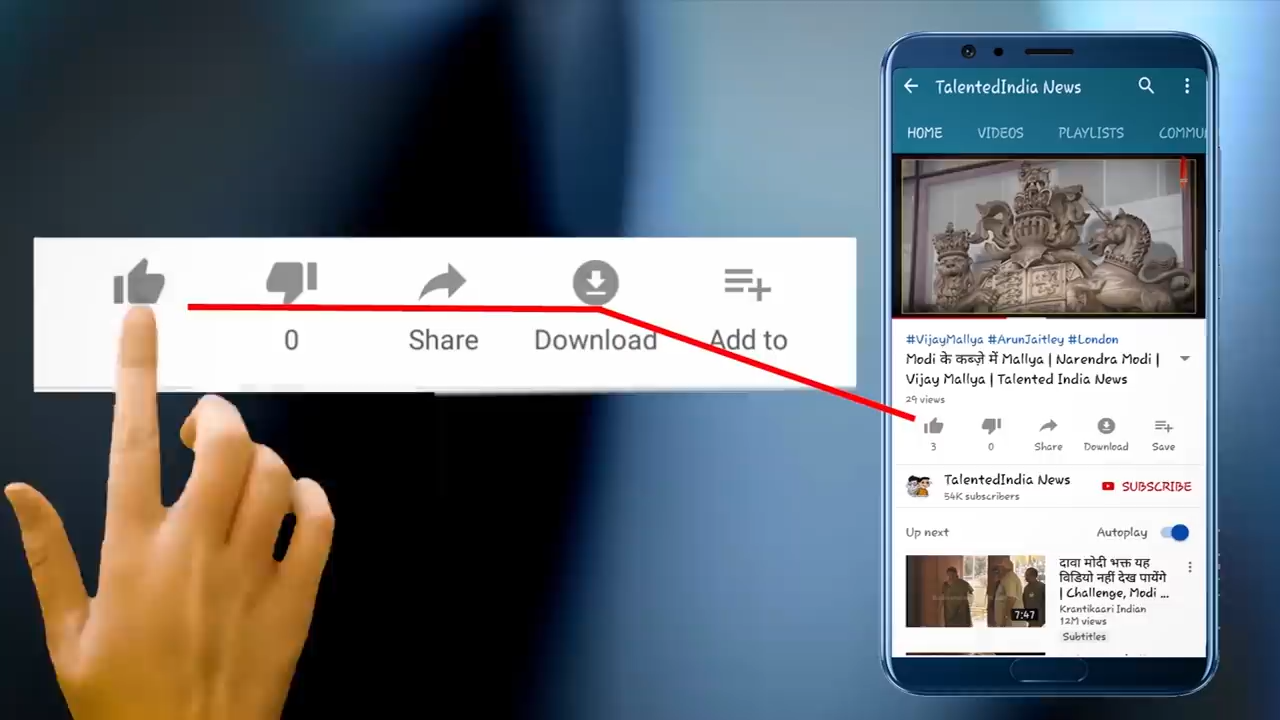 0
Share
Download
Add to
TalentedIndia News
HOME VIDEOS PLAYLISTS COMMU
#VijayMallya #ArunJaitley #London
Modi के कब्ज़े में Mallya | Narendra Modi |
Vijay Mallya | Talented India News
29 views
3 0 Share Download Save
TalentedIndia News
54K subscribers
SUBSCRIBE
Up next
Autoplay
7:47
दावा मोदी भक्त यह
विडियो नहीं देख पायेंगे
| Challenge, Modi ...
Krantikaari Indian
12M views
Subtitles